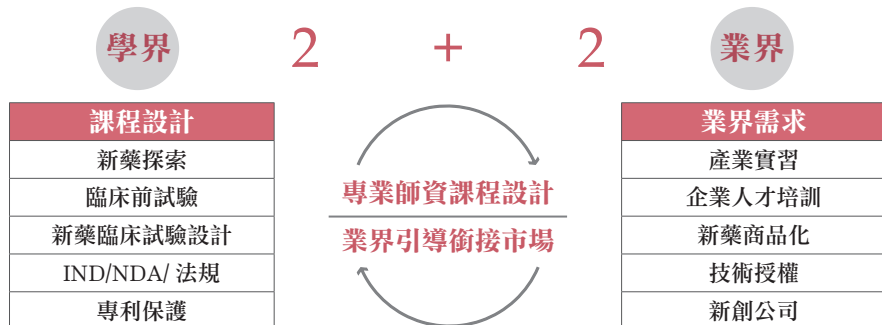 學界 2 + 2 業界
課程設計
新藥探索
臨床前試驗
新藥臨床試驗設計
IND/NDA/ 法規
專利保護
專業師資課程設計
業界引導銜接市場
業界需求
產業實習
企業人才培訓
新藥商品化
技術授權
新創公司